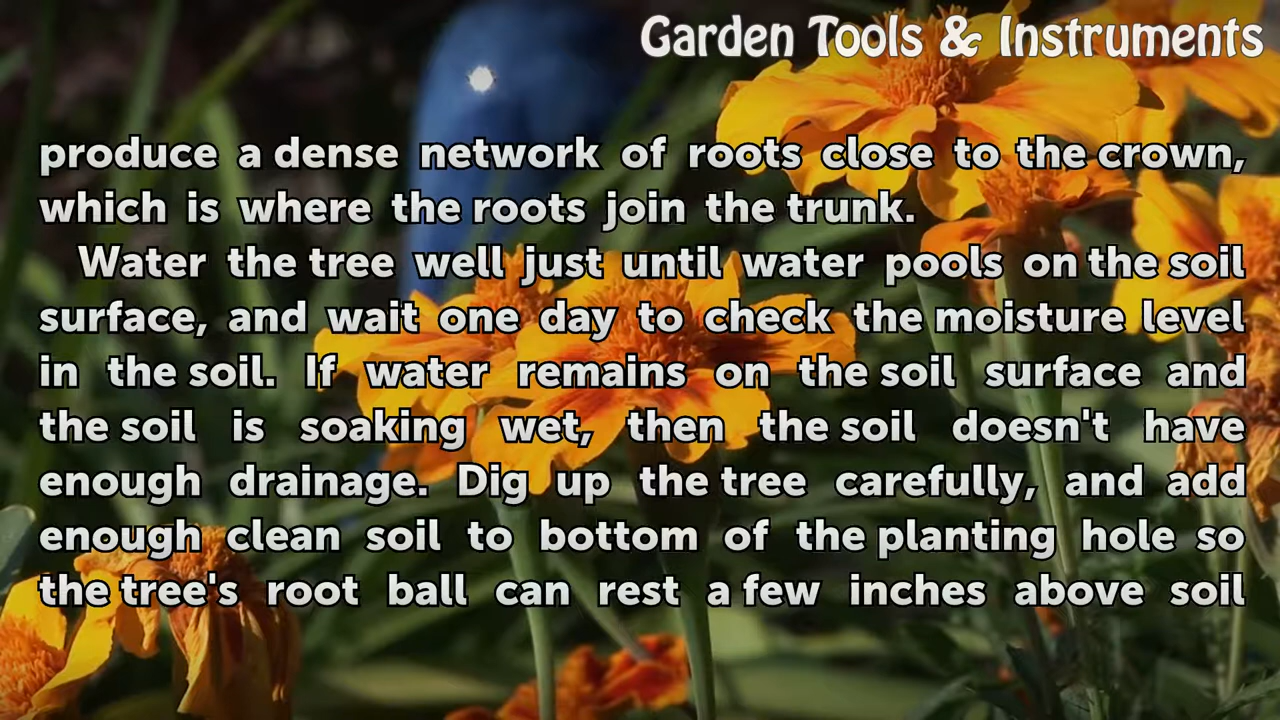 Garden Tools & Instruments
produce a dense network of roots close to the crown,
which is where the roots join the trunk.
Water the tree well just until water pools on the soil
surface, and wait one day to check the moisture level
in the soil. If water remains on the soil surface and
the soil is soaking wet, then the soil doesn't have
enough drainage. Dig up the tree carefully, and add
enough clean soil to bottom of the planting hole so
the tree's root ball can rest a few inches above soil